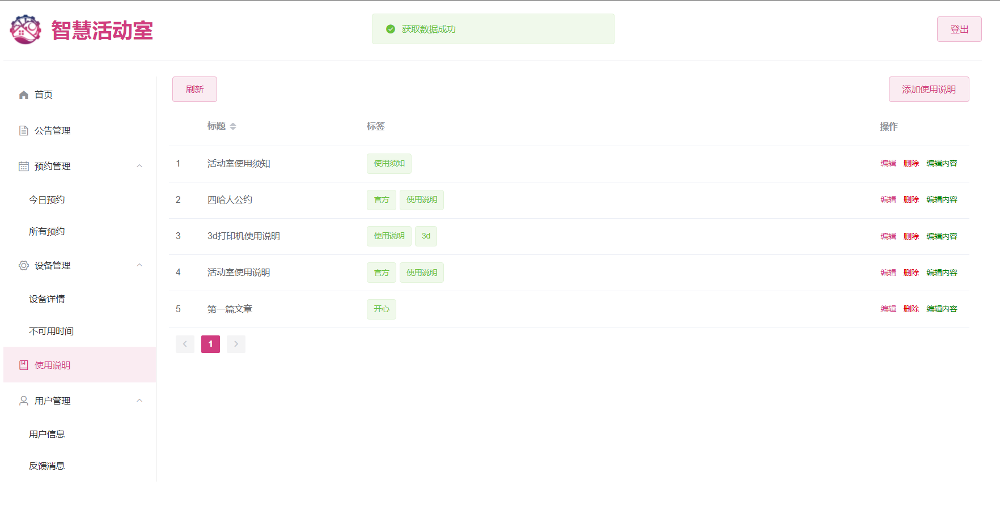 智慧活动室
获取数据成功
登出
首页
公告管理
预约管理
今日预约
所有预约
设备管理
设备详情
不可用时间
使用说明
用户管理
用户信息
反馈消息
刷新
添加使用说明
标题 标签 操作
1 活动室使用须知 使用须知 编辑 删除 编辑内容
2 四哈人公约 官方 使用说明 编辑 删除 编辑内容
3 3d打印机使用说明 使用说明 3d 编辑 删除 编辑内容
4 活动室使用说明 官方 使用说明 编辑 删除 编辑内容
5 第一篇文章 开心 编辑 删除 编辑内容
1